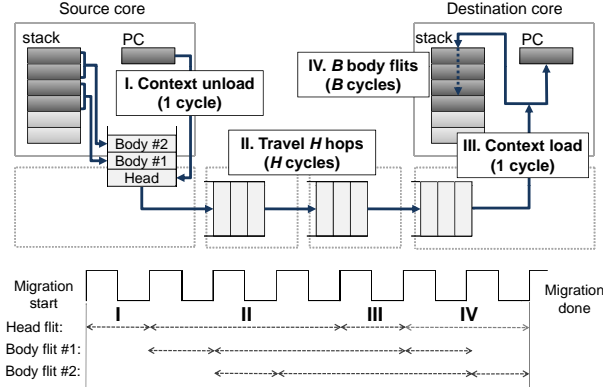 Source core
Destination core
stack
PC
stack
PC
I. Context unload
(1 cycle)
IV. B body flits
(B cycles)
Body #2
Body #1
Head
II. Travel H hops
(H cycles)
III. Context load
(1 cycle)
Migration
start
Migration
done
I
II
III
IV
Head flit:
Body flit #1:
Body flit #2: